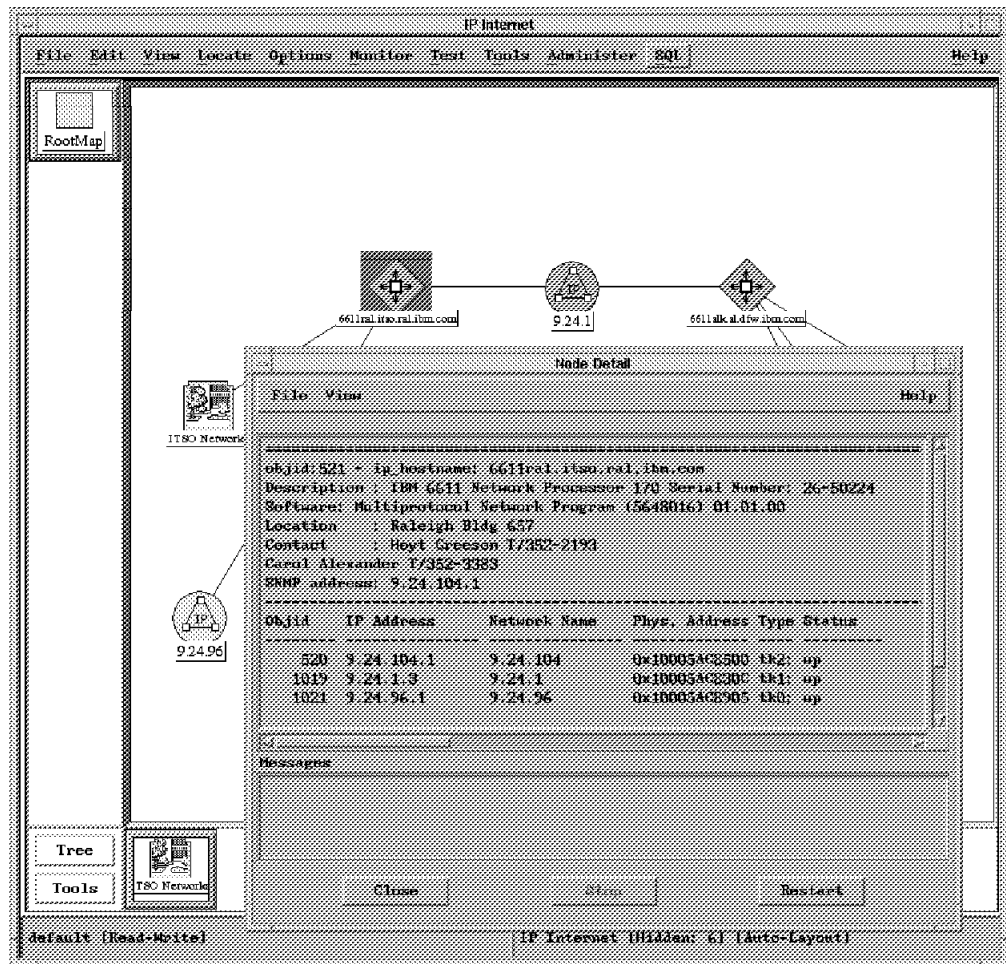 IP Internet
File Edit View Locate Options Monitor Test Tools Administer SQL Help
RootMap
6611ral.itso.ral.ibm.com
9.24.1
ITSO Network
9.24.96
Node Detail
File View Help
objid:521 - ip_hostname: 6611ral.itso.ral.ibm.com
Description : IBM 6611 Network Processor 170 Serial Number: 26-50224
Software: Multiprotocol Network Program (5648016) 01.01.00
Location : Raleigh Bldg 657
Contact : Hoyt Greeson T/352-2193
Carol Alexander T/352-3383
SNMP address: 9.24.104.1
Objid IP Address Network Name Phys. Address Type Status
520 9.24.104.1 9.24.104 tk2; up
1019 9.24.1.3 9.24.1 tk1; up
1021 9.24.96.1 9.24.96 tk0; up
Messages
Close Stop Restart
Tree
Tools
TSO Networks
default [Read-Write]
IP Internet [Hidden: 6] [Auto-Layout]